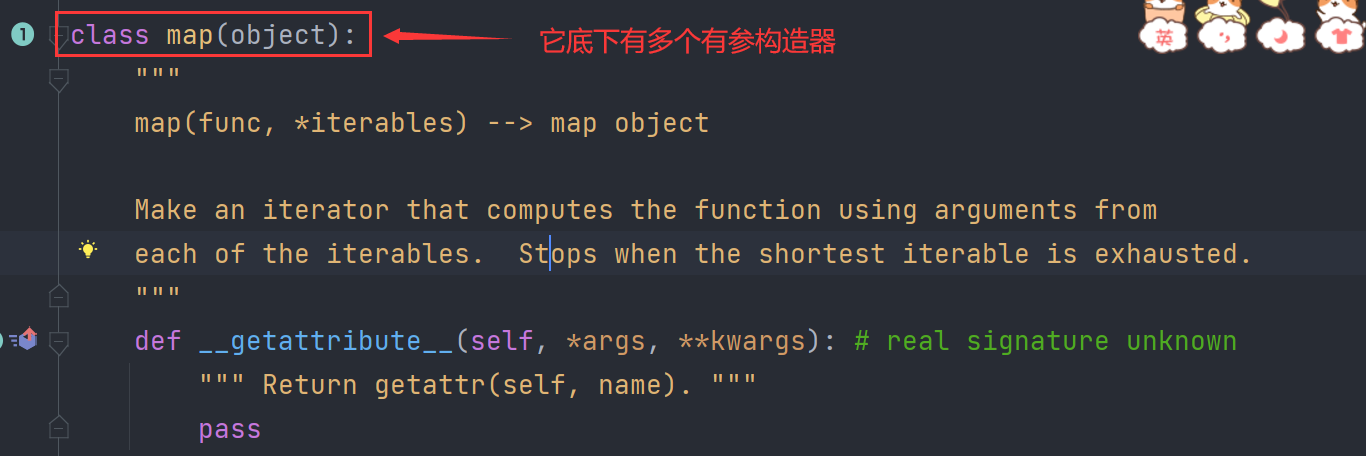 1
class map(object):
它底下有多个有参构造器
英
"""
map(func, *iterables) --> map object
Make an iterator that computes the function using arguments from
each of the iterables.  Stops when the shortest iterable is exhausted.
"""
def __getattribute__(self, *args, **kwargs): # real signature unknown
""" Return getattr(self, name). """
pass